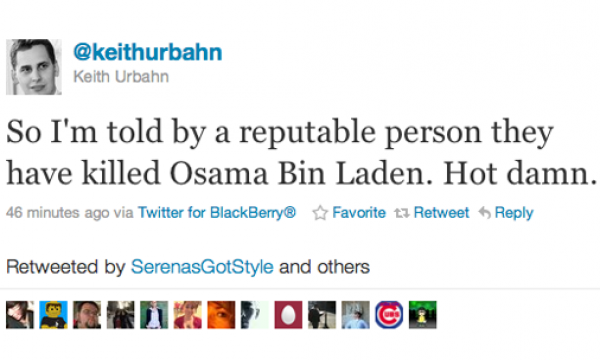 @keithurbahn
Keith Urbahn
So I'm told by a reputable person they
have killed Osama Bin Laden. Hot damn.
46 minutes ago via Twitter for BlackBerry® Favorite Retweet Reply
Retweeted by SerenasGotStyle and others
CUBS